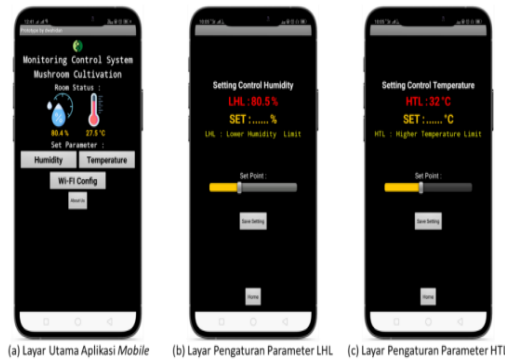 Monitoring Control System
Mushroom Cultivation
Room Status :
80.4 % 27.5 °C
Set Parameter :
Humidity Temperature
Wi-Fi Config
About Us
Setting Control Humidity
LHL : 80.5 %
SET : ...... %
LHL : Lower Humidity Limit
Set Point :
Save Setting
Home
Setting Control Temperature
HTL : 32 °C
SET : ...... °C
HTL : Higher Temperature Limit
Set Point :
Save Setting
Home
(a) Layar Utama Aplikasi Mobile (b) Layar Pengaturan Parameter LHL (c) Layar Pengaturan Parameter HTL